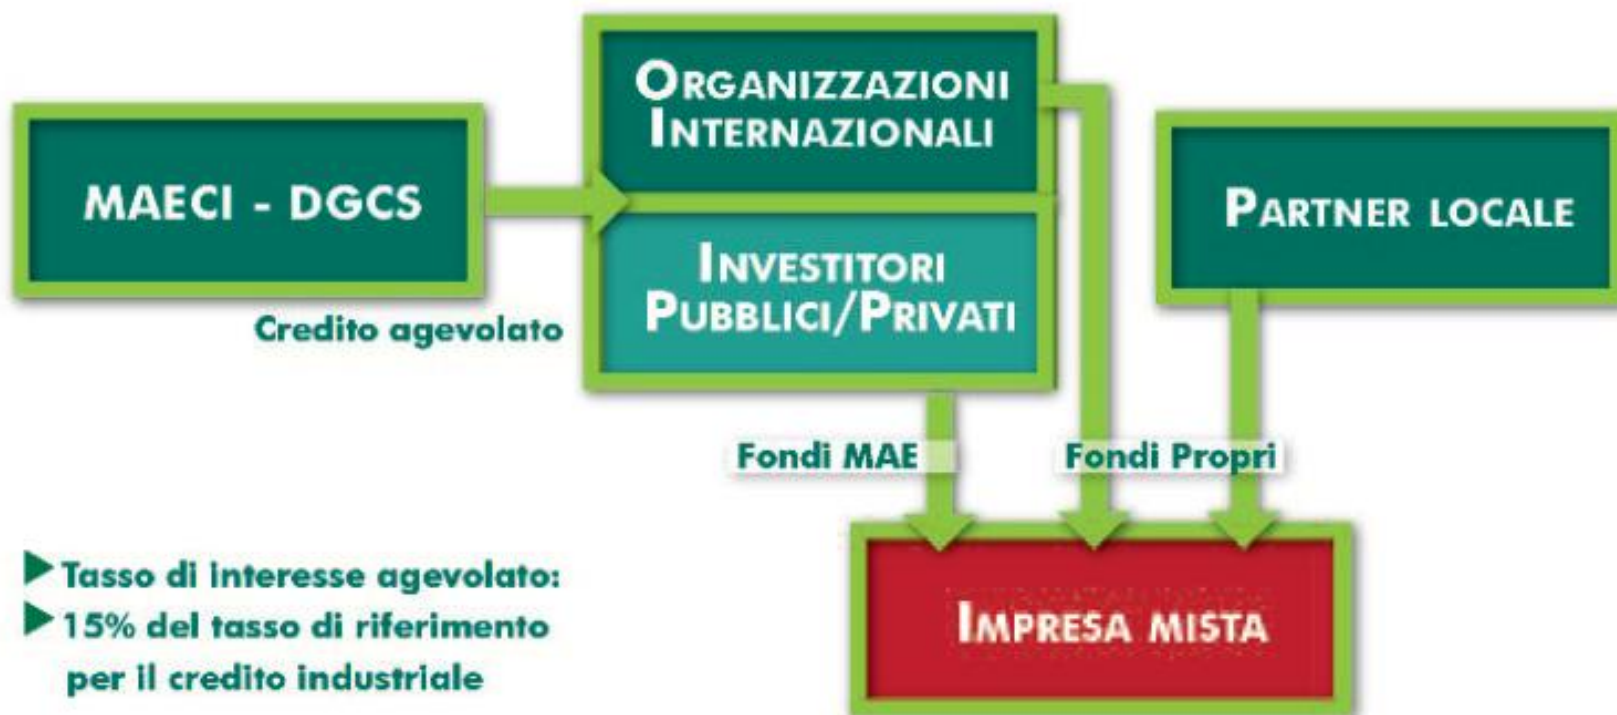 ORGANIZZAZIONI
INTERNAZIONALI
MAECI - DGCS
PARTNER LOCALE
INVESTITORI
PUBBLICI/PRIVATI
Credito agevolato
Fondi MAE
Fondi Propri
Tasso di interesse agevolato:
15% del tasso di riferimento
per il credito industriale
IMPRESA MISTA